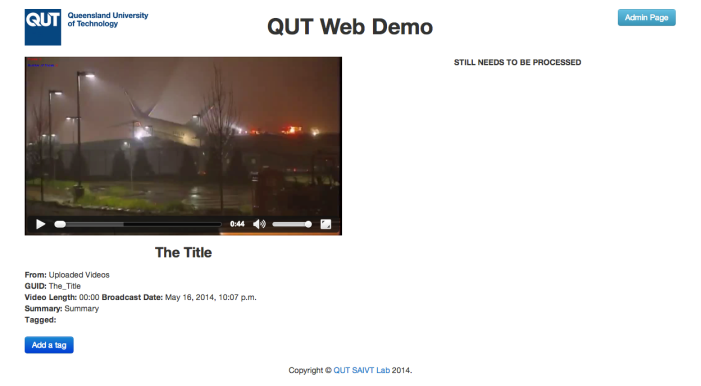 QUT
Queensland University
of Technology
QUT Web Demo
Admin Page
STILL NEEDS TO BE PROCESSED
0:44
The Title
From: Uploaded Videos
GUID: The_Title
Video Length: 00:00 Broadcast Date: May 16, 2014, 10:07 p.m.
Summary: Summary
Tagged:
Add a tag
Copyright © QUT SAIVT Lab 2014.